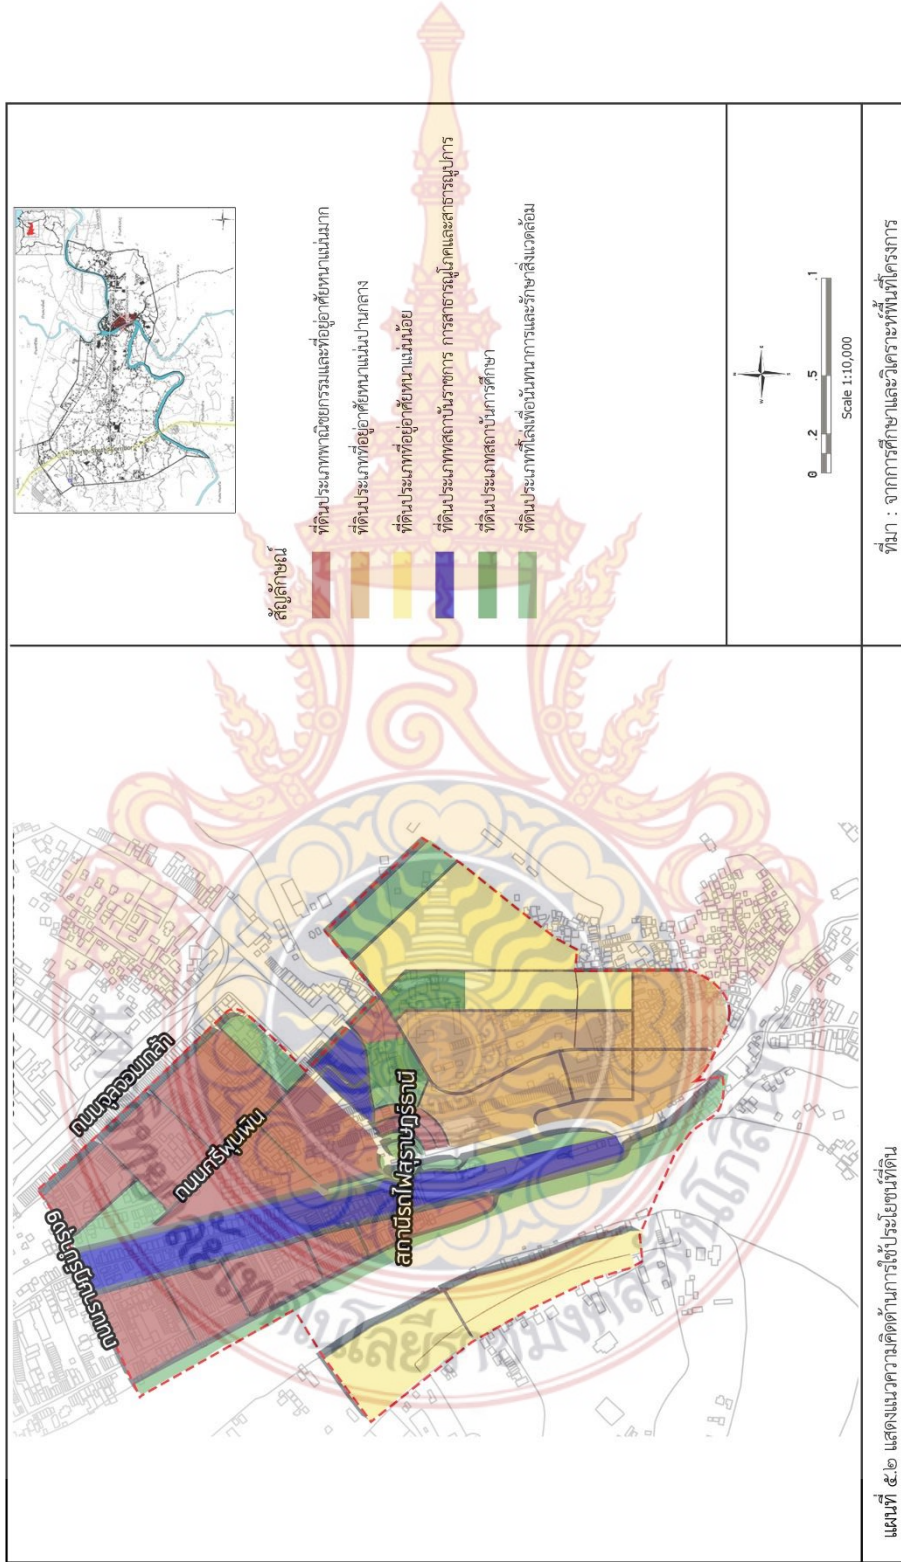 ถนนจุลจอมเกล้า
ถนนศรีพุนพิน
สถานีรถไฟสุราษฎร์ธานี
สัญลักษณ์
ที่ดินประเภทพาณิชยกรรมและที่อยู่อาศัยหนาแน่นมาก
ที่ดินประเภทที่อยู่อาศัยหนาแน่นปานกลาง
ที่ดินประเภทที่อยู่อาศัยหนาแน่นน้อย
ที่ดินประเภทสถาบันราชการ การสาธารณูโภคและสาธารณูปการ
ที่ดินประเภทสถาบันการศึกษา
ที่ดินประเภทที่โล่งเพื่อนันทนาการและรักษาสิ่งแวดล้อม
0 .2 .5 .1
Scale 1:10,000
แผนที่ ๕.๒ แสดงแนวความคิดด้านการใช้ประโยชน์ที่ดิน
ที่มา : จากการศึกษาและวิเคราะห์พื้นที่โครงการ